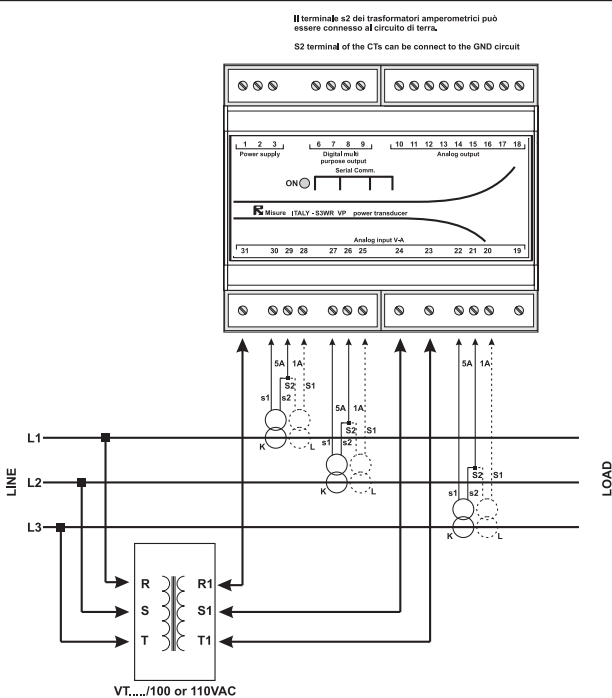 Il terminale s2 dei trasformatori amperometrici può
essere connesso al circuito di terra.
S2 terminal of the CTs can be connect to the GND circuit
1 2 3 6 7 8 9 10 11 12 13 14 15 16 17 18
Power supply Digital multi Analog output
purpose output
Serial Comm.
ON
R Misure ITALY - S3WR VP power transducer
Analog input V-A
31 30 29 28 27 26 25 24 23 22 21 20 19
5A 1A 5A 1A 5A 1A
S2 S1
s1 s2
S2 S1
s1 s2
S2 S1
s1 s2
L1
K L
L2
K L
L3
K L
LINE
LOAD
R R1
S S1
T T1
VT...../100 or 110VAC